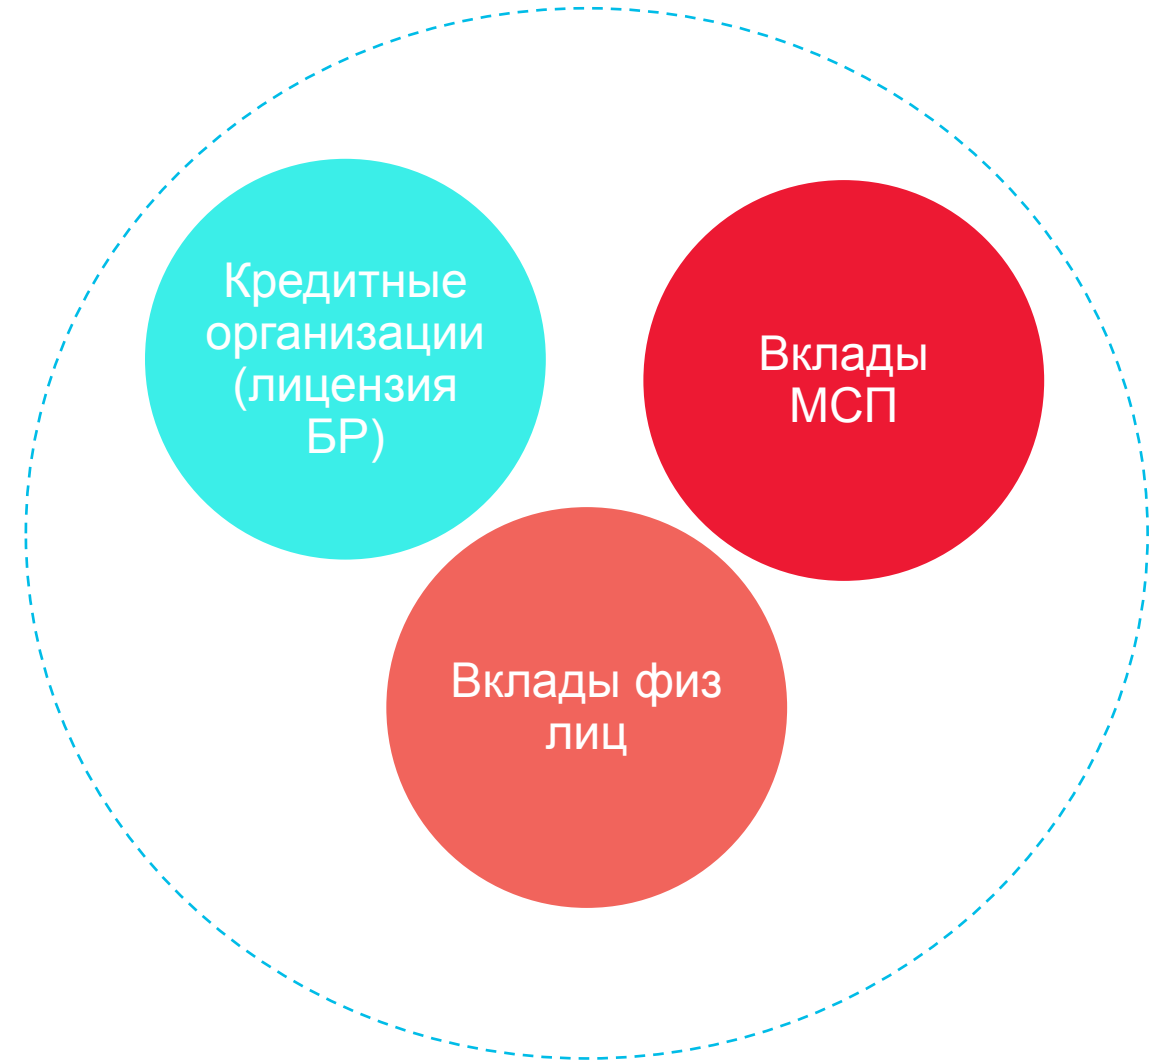 Кредитные
организации
(лицензия
БР)
Вклады
МСП
Вклады физ
лиц